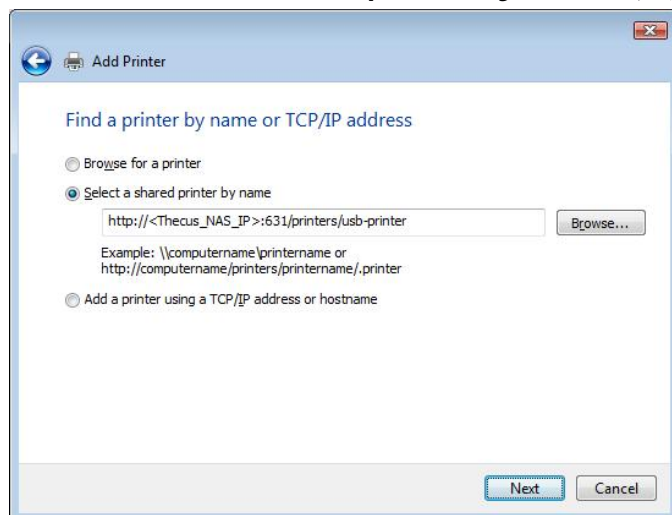 Add Printer
Find a printer by name or TCP/IP address
Browse for a printer
Select a shared printer by name
http://<Thecus_NAS_IP>:631/printers/usb-printer
Browse...
Example: \\computername\printername or
http://computername/printers/printername/.printer
Add a printer using a TCP/IP address or hostname
Next
Cancel